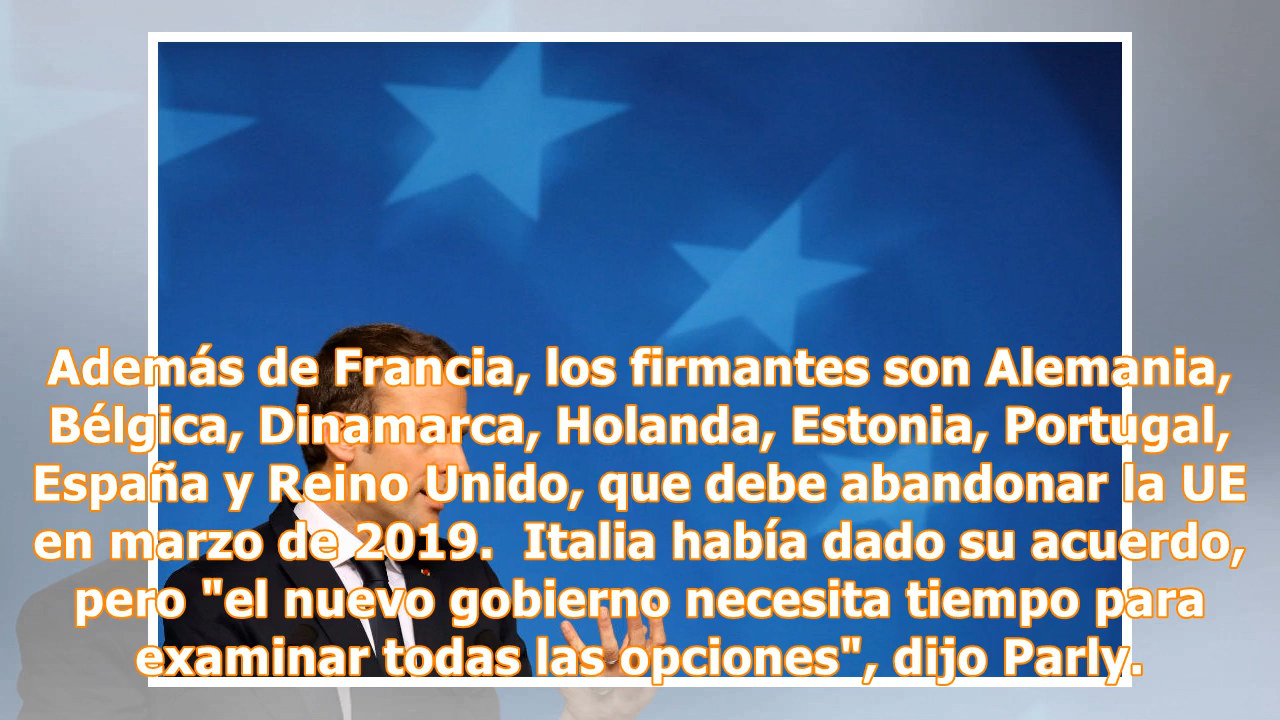 Además de Francia, los firmantes son Alemania,
Bélgica, Dinamarca, Holanda, Estonia, Portugal,
España y Reino Unido, que debe abandonar la UE
en marzo de 2019.  Italia había dado su acuerdo,
pero "el nuevo gobierno necesita tiempo para
examinar todas las opciones", dijo Parly.